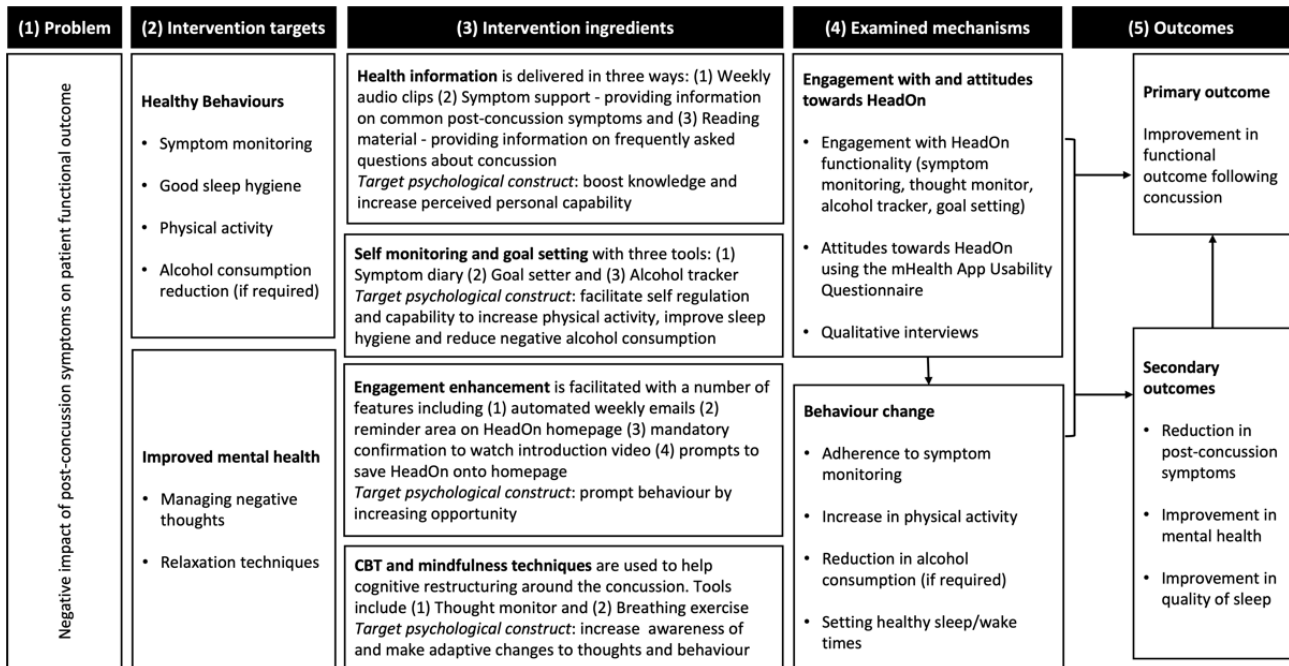 (1) Problem
(2) Intervention targets
(3) Intervention ingredients
(4) Examined mechanisms
(5) Outcomes
Negative impact of post-concussion symptoms on patient functional outcome
Healthy Behaviours
• Symptom monitoring
• Good sleep hygiene
• Physical activity
• Alcohol consumption
reduction (if required)
Improved mental health
• Managing negative
thoughts
• Relaxation techniques
Health information is delivered in three ways: (1) Weekly
audio clips (2) Symptom support - providing information
on common post-concussion symptoms and (3) Reading
material - providing information on frequently asked
questions about concussion
Target psychological construct: boost knowledge and
increase perceived personal capability
Self monitoring and goal setting with three tools: (1)
Symptom diary (2) Goal setter and (3) Alcohol tracker
Target psychological construct: facilitate self regulation
and capability to increase physical activity, improve sleep
hygiene and reduce negative alcohol consumption
Engagement enhancement is facilitated with a number of
features including (1) automated weekly emails (2)
reminder area on HeadOn homepage (3) mandatory
confirmation to watch introduction video (4) prompts to
save HeadOn onto homepage
Target psychological construct: prompt behaviour by
increasing opportunity
CBT and mindfulness techniques are used to help
cognitive restructuring around the concussion. Tools
include (1) Thought monitor and (2) Breathing exercise
Target psychological construct: increase awareness of
and make adaptive changes to thoughts and behaviour
Engagement with and attitudes
towards HeadOn
• Engagement with HeadOn
functionality (symptom
monitoring, thought monitor,
alcohol tracker, goal setting)
• Attitudes towards HeadOn
using the mHealth App Usability
Questionnaire
• Qualitative interviews
Behaviour change
• Adherence to symptom
monitoring
• Increase in physical activity
• Reduction in alcohol
consumption (if required)
• Setting healthy sleep/wake
times
Primary outcome
Improvement in
functional
outcome following
concussion
Secondary
outcomes
• Reduction in
post-concussion
symptoms
• Improvement in
mental health
• Improvement in
quality of sleep